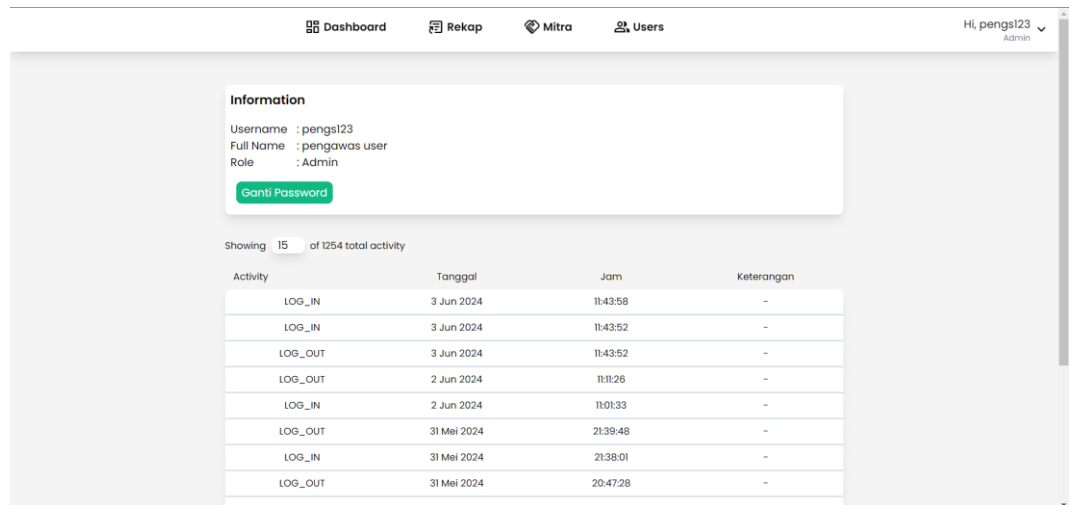 Dashboard Rekap Mitra Users Hi, pengs123
Admin
Information
Username : pengs123
Full Name : pengawas user
Role : Admin
Ganti Password
Showing 15 of 1254 total activity
Activity Tanggal Jam Keterangan
LOG_IN 3 Jun 2024 11:43:58 -
LOG_IN 3 Jun 2024 11:43:52 -
LOG_OUT 3 Jun 2024 11:43:52 -
LOG_OUT 2 Jun 2024 11:11:26 -
LOG_IN 2 Jun 2024 11:01:33 -
LOG_OUT 31 Mei 2024 21:39:48 -
LOG_IN 31 Mei 2024 21:38:01 -
LOG_OUT 31 Mei 2024 20:47:28 -